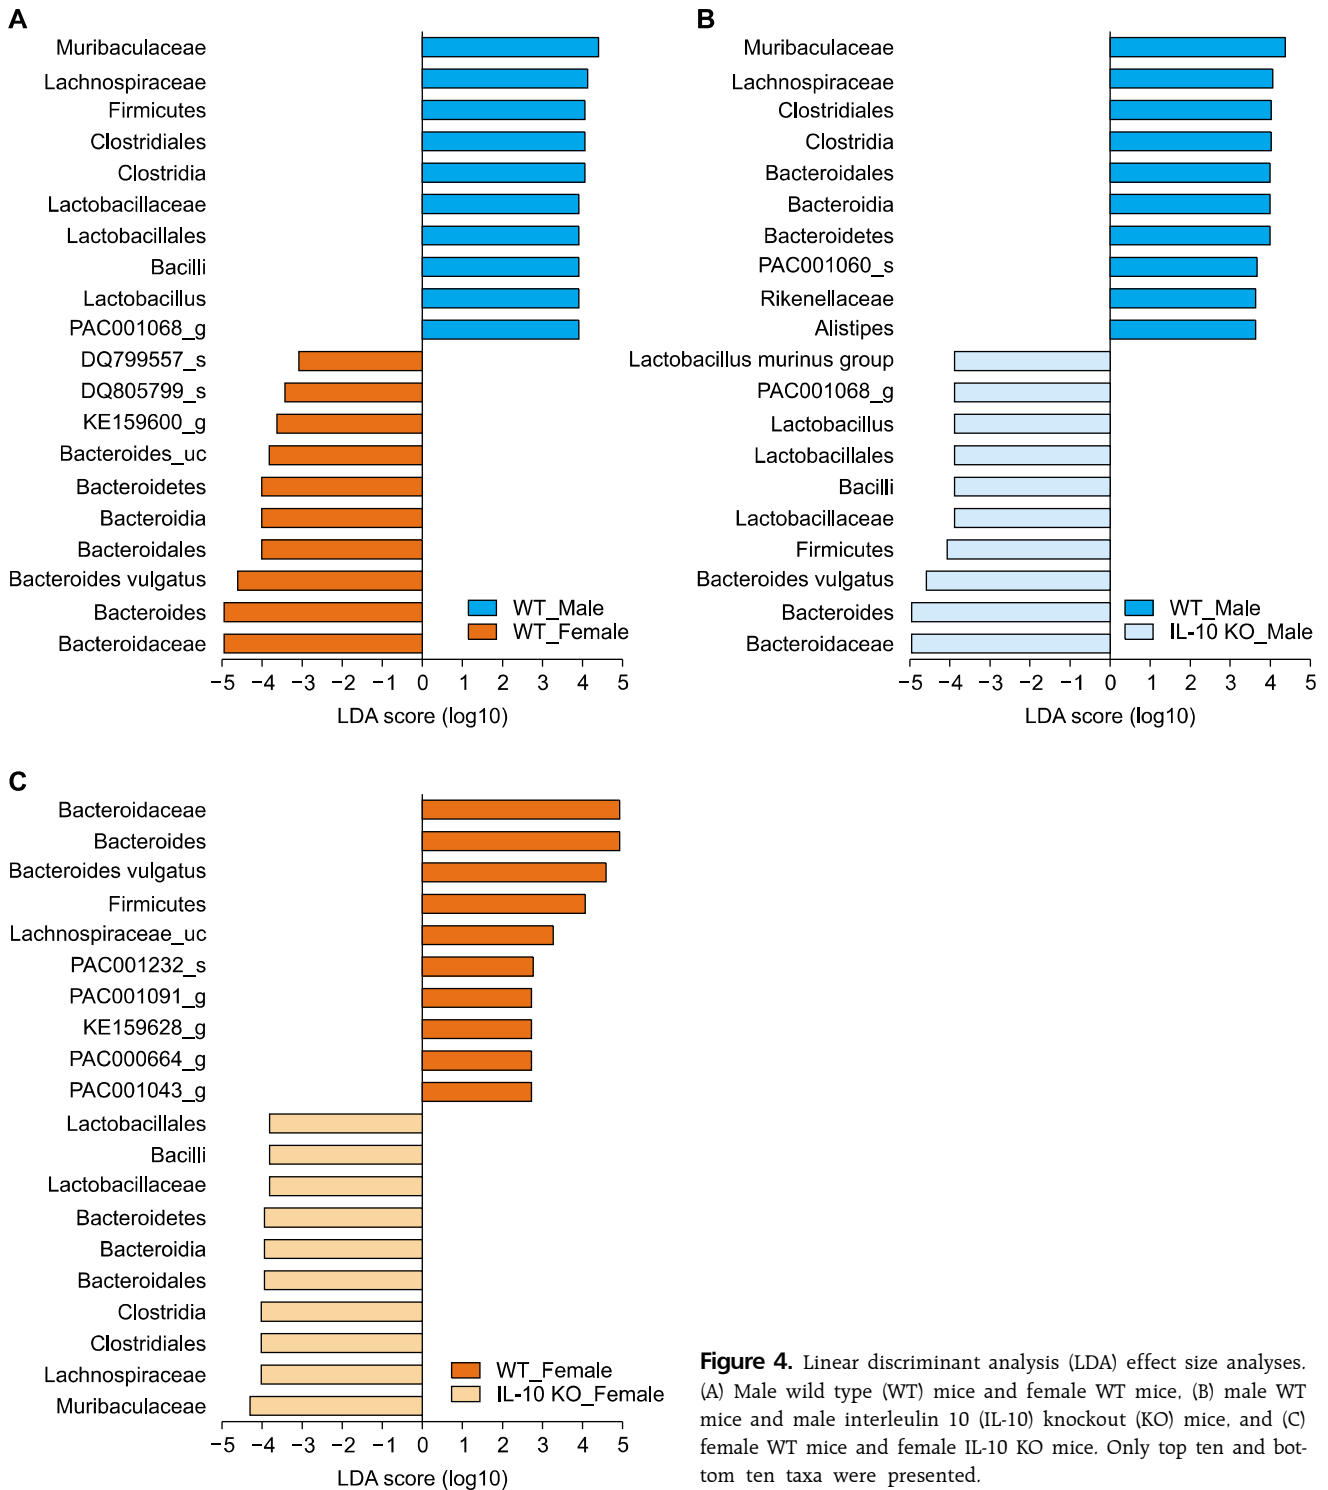 A
Muribaculaceae
Lachnospiraceae
Firmicutes
Clostridiales
Clostridia
Lactobacillaceae
Lactobacillales
Bacilli
Lactobacillus
PAC001068_g
DQ799557_s
DQ805799_s
KE159600_g
Bacteroides_uc
Bacteroidetes
Bacteroidia
Bacteroidales
Bacteroides vulgatus
Bacteroides
Bacteroidaceae
WT_Male
WT_Female
−5 −4 −3 −2 −1 0 1 2 3 4 5
LDA score (log10)
B
Muribaculaceae
Lachnospiraceae
Clostridiales
Clostridia
Bacteroidales
Bacteroidia
Bacteroidetes
PAC001060_s
Rikenellaceae
Alistipes
Lactobacillus murinus group
PAC001068_g
Lactobacillus
Lactobacillales
Bacilli
Lactobacillaceae
Firmicutes
Bacteroides vulgatus
Bacteroides
Bacteroidaceae
WT_Male
IL-10 KO_Male
−5 −4 −3 −2 −1 0 1 2 3 4 5
LDA score (log10)
C
Bacteroidaceae
Bacteroides
Bacteroides vulgatus
Firmicutes
Lachnospiraceae_uc
PAC001232_s
PAC001091_g
KE159628_g
PAC000664_g
PAC001043_g
Lactobacillales
Bacilli
Lactobacillaceae
Bacteroidetes
Bacteroidia
Bacteroidales
Clostridia
Clostridiales
Lachnospiraceae
Muribaculaceae
WT_Female
IL-10 KO_Female
−5 −4 −3 −2 −1 0 1 2 3 4 5
LDA score (log10)
Figure 4. Linear discriminant analysis (LDA) effect size analyses.
(A) Male wild type (WT) mice and female WT mice, (B) male WT
mice and male interleulin 10 (IL-10) knockout (KO) mice, and (C)
female WT mice and female IL-10 KO mice. Only top ten and bot-
tom ten taxa were presented.